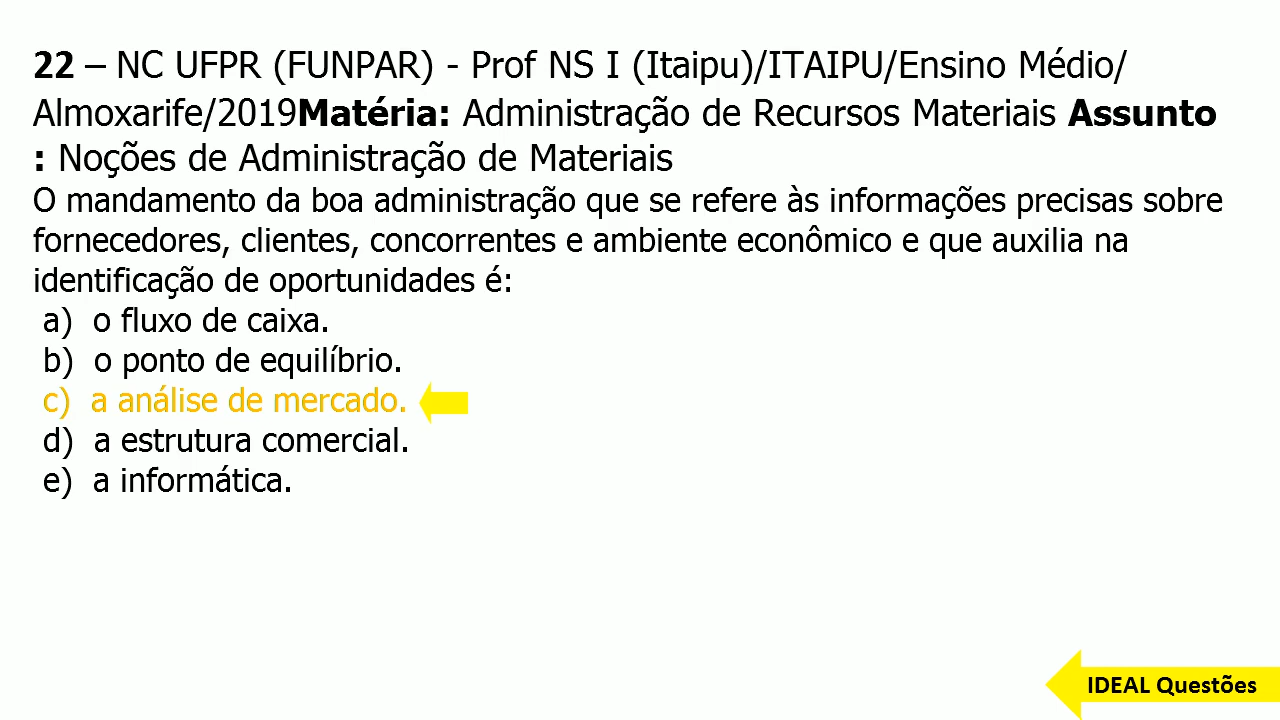 22 – NC UFPR (FUNPAR) - Prof NS I (Itaipu)/ITAIPU/Ensino Médio/
Almoxarife/2019Matéria: Administração de Recursos Materiais Assunto
: Noções de Administração de Materiais
O mandamento da boa administração que se refere às informações precisas sobre
fornecedores, clientes, concorrentes e ambiente econômico e que auxilia na
identificação de oportunidades é:
a) o fluxo de caixa.
b) o ponto de equilíbrio.
c) a análise de mercado.
d) a estrutura comercial.
e) a informática.
IDEAL Questões